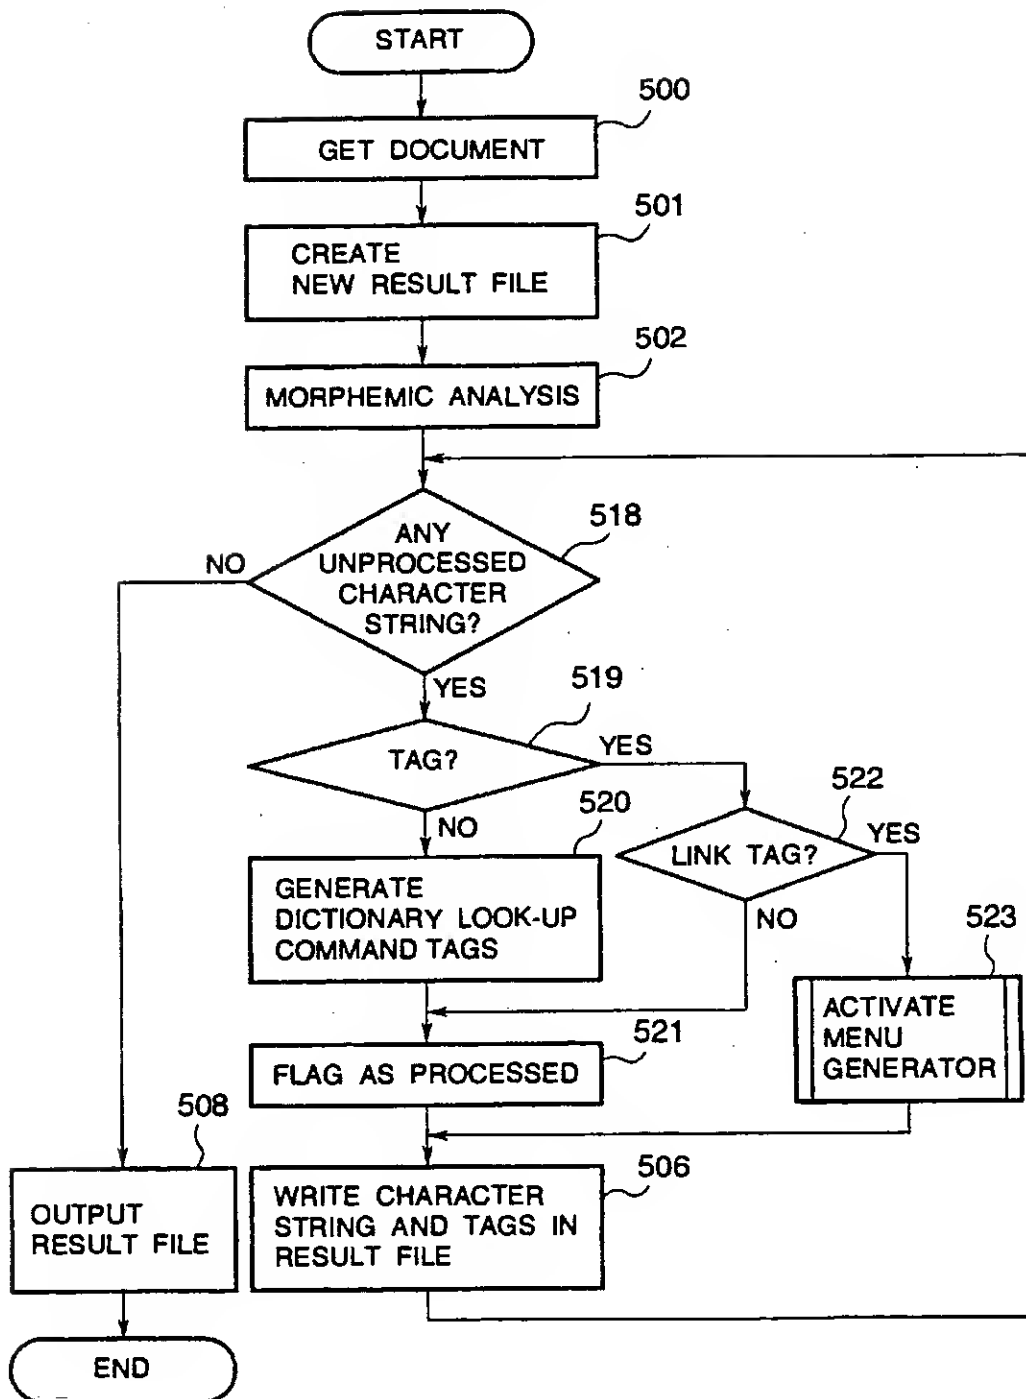 START
500
GET DOCUMENT
501
CREATE
NEW RESULT FILE
502
MORPHEMIC ANALYSIS
518
ANY
UNPROCESSED
CHARACTER
STRING?
NO
YES
519
TAG?
YES
NO
522
LINK TAG?
YES
NO
520
GENERATE
DICTIONARY LOOK-UP
COMMAND TAGS
523
ACTIVATE
MENU
GENERATOR
521
FLAG AS PROCESSED
508
OUTPUT
RESULT FILE
506
WRITE CHARACTER
STRING AND TAGS IN
RESULT FILE
END